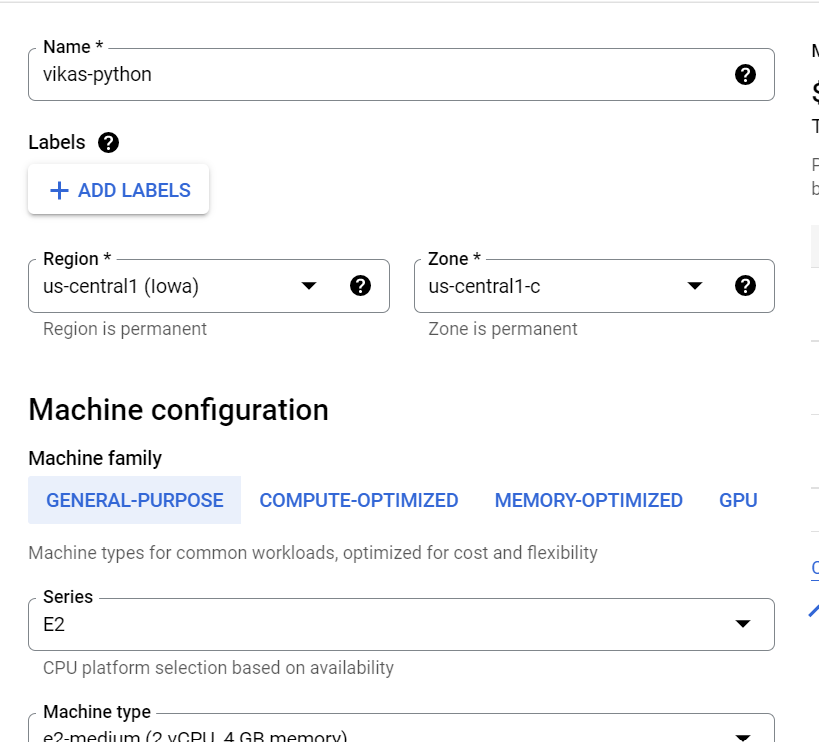 Name *
vikas-python
Labels
+ ADD LABELS
Region * Zone *
us-central1 (Iowa) us-central1-c
Region is permanent Zone is permanent
Machine configuration
Machine family
GENERAL-PURPOSE COMPUTE-OPTIMIZED MEMORY-OPTIMIZED GPU
Machine types for common workloads, optimized for cost and flexibility
Series
E2
CPU platform selection based on availability
Machine type
e2-medium (2 vCPU, 4 GB memory)